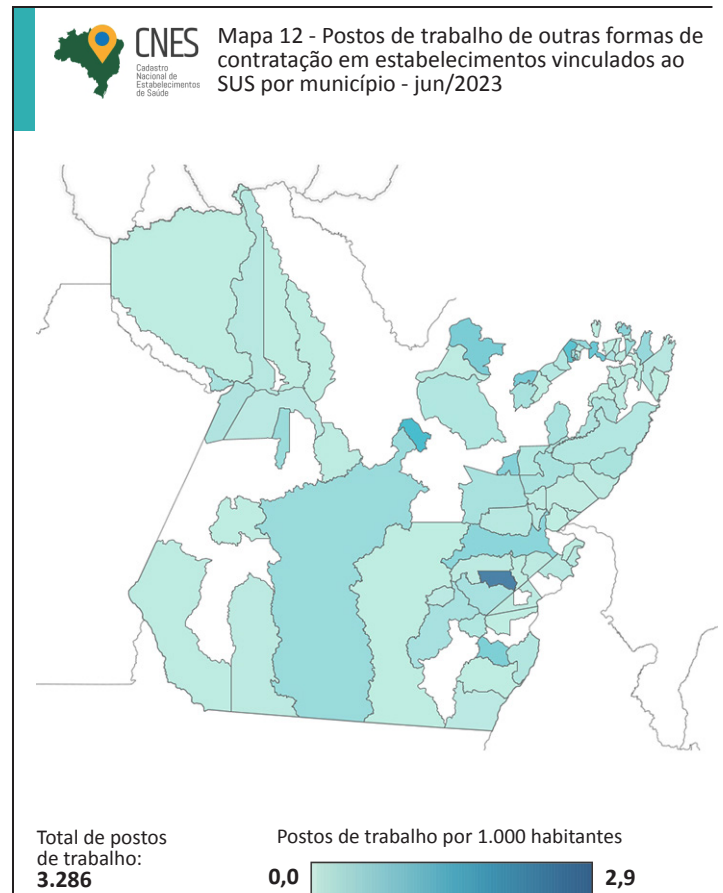 CNES
Cadastro
Nacional de
Estabelecimentos
de Saúde
Mapa 12 - Postos de trabalho de outras formas de
contratação em estabelecimentos vinculados ao
SUS por município - jun/2023
Total de postos
de trabalho:
3.286
Postos de trabalho por 1.000 habitantes
0,0
2,9